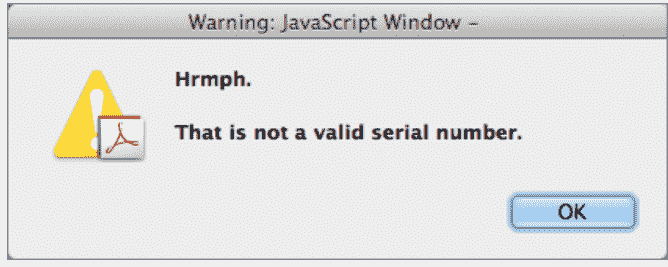 Warning: JavaScript Window –
Hrmph.
That is not a valid serial number.
OK